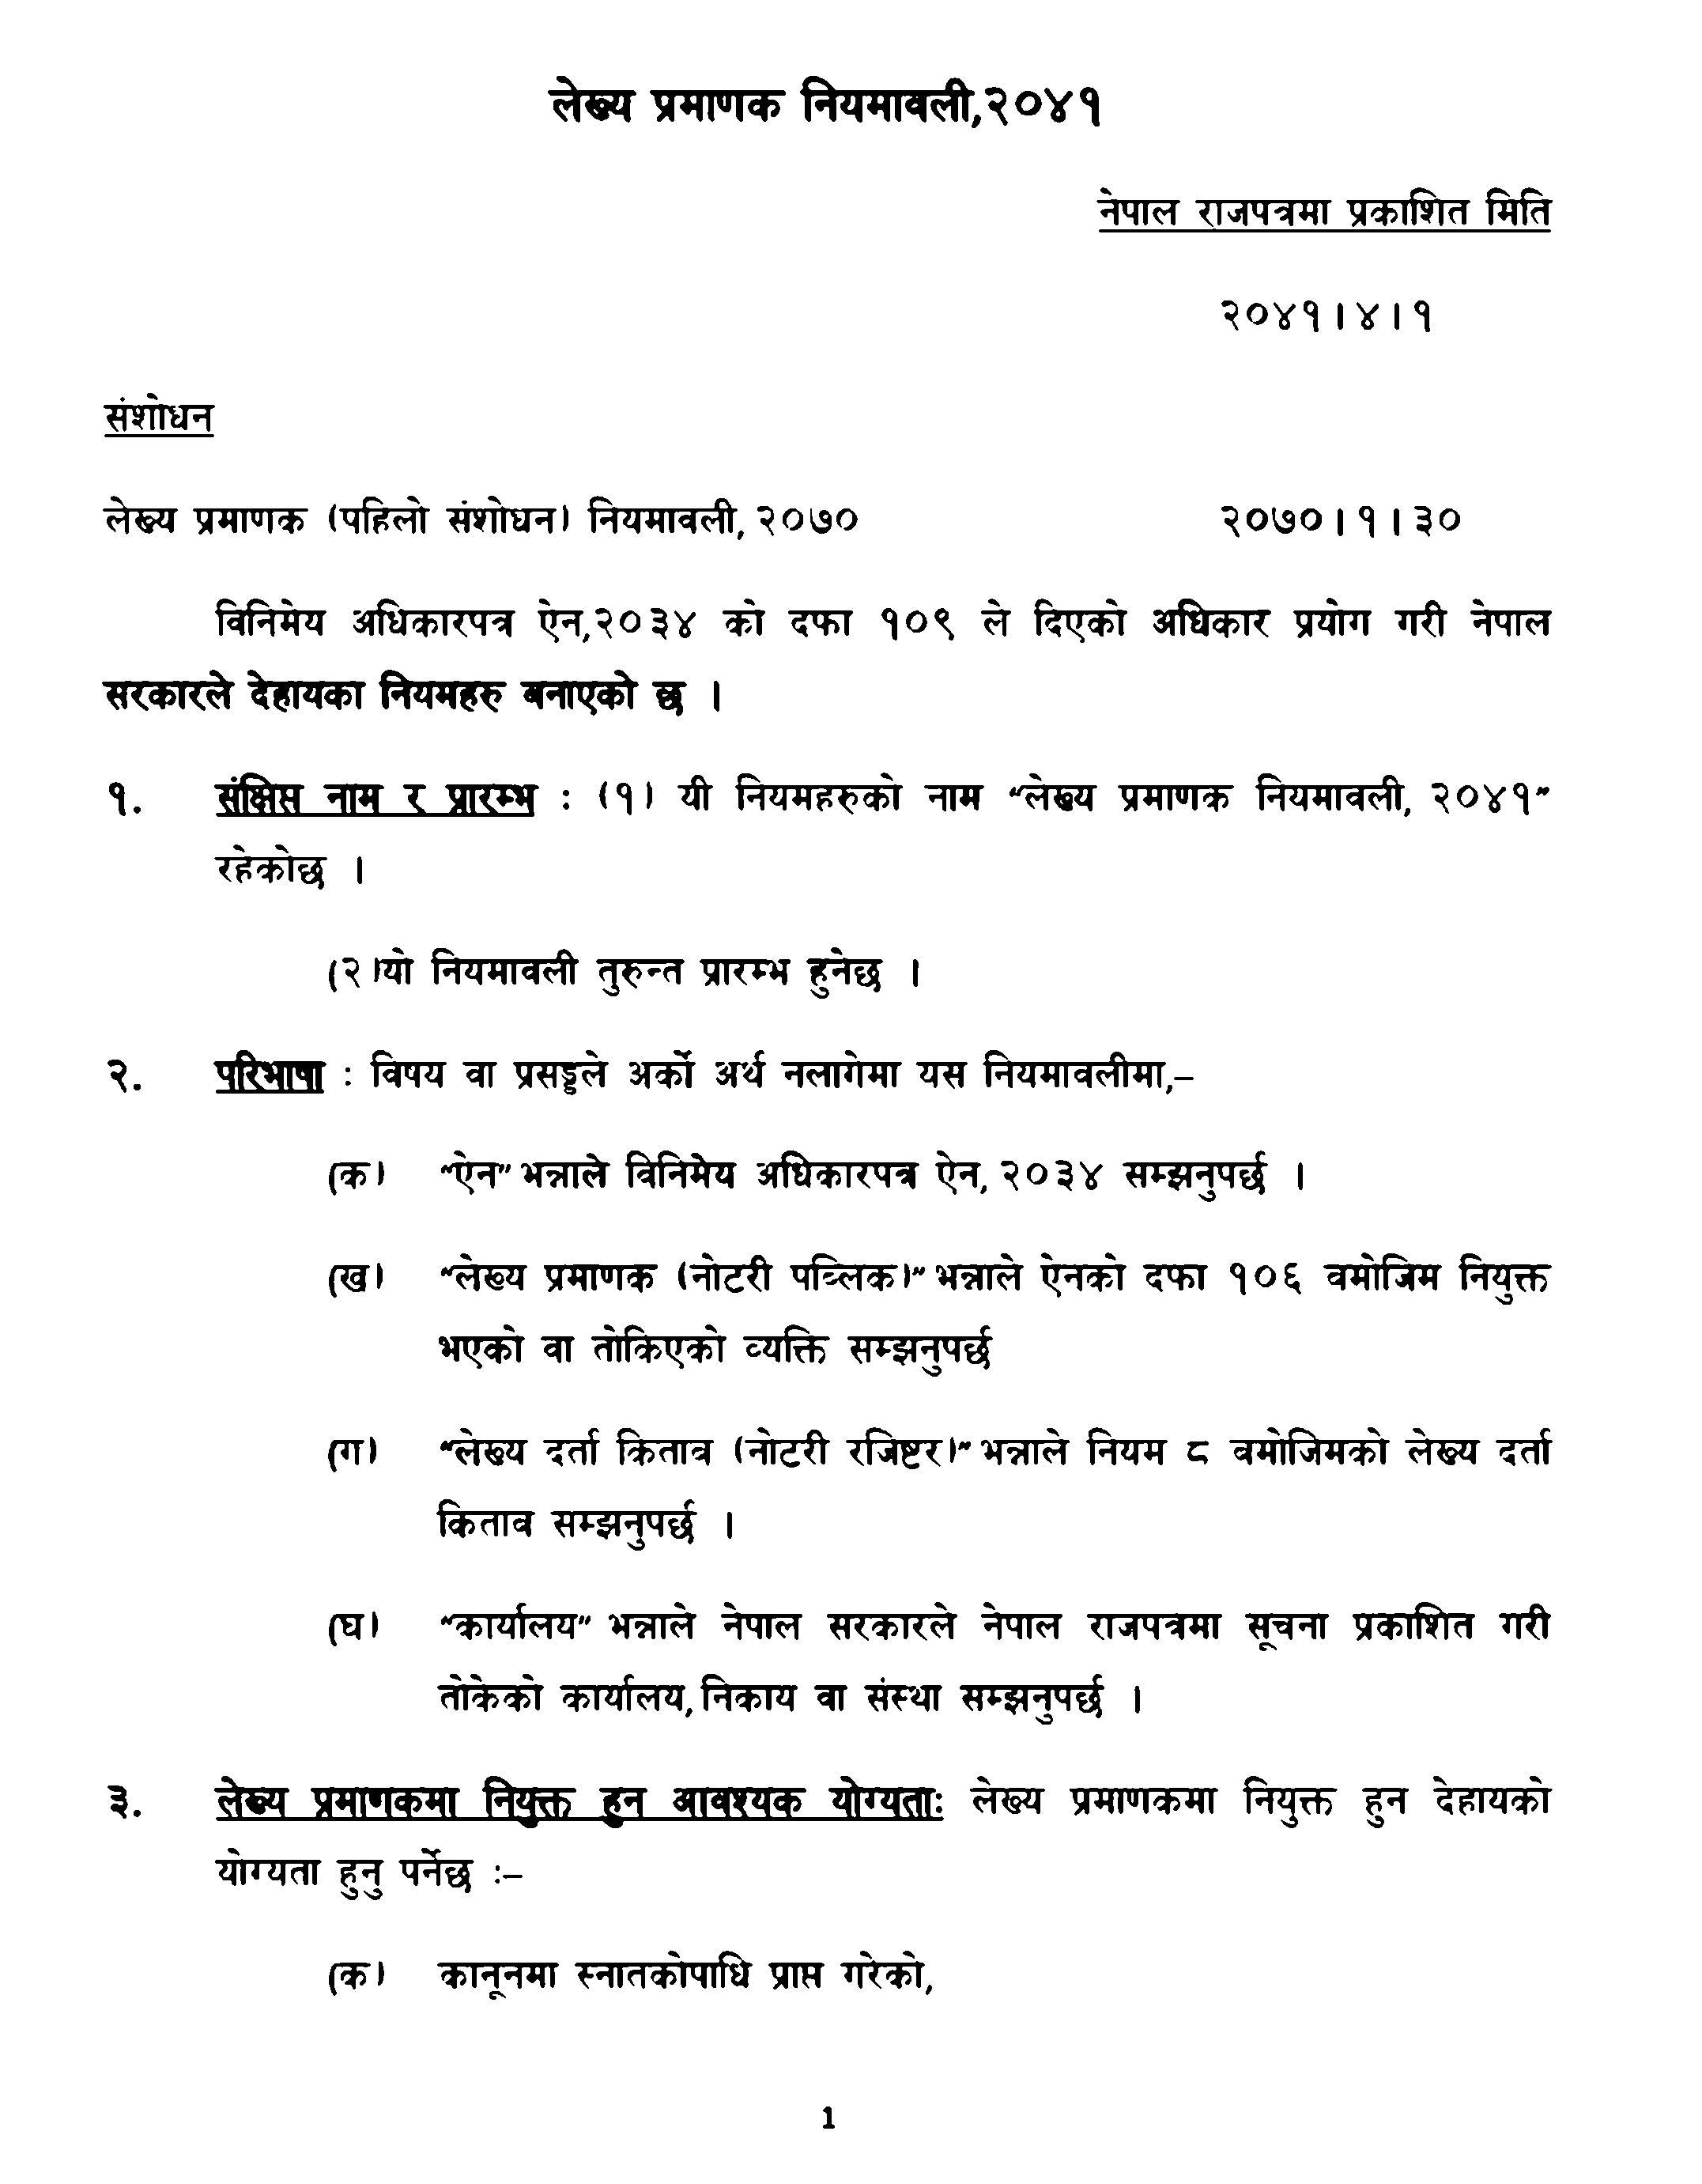 लेख्य प्रमाणक नियमावली,२०४१
नेपाल राजपत्रमा प्रकाशित मिति
२०४१।४।१
संशोधन
लेख्य प्रमाणक (पहिलो संशोधन) नियमावली, २०७० २०७०।१।३०
विनिमेय अधिकारपत्र ऐन,२०३४ को दफा १०९ ले दिएको अधिकार प्रयोग गरी नेपाल
सरकारले देहायका नियमहरु बनाएको छ ।
१. संक्षिप्त नाम र प्रारम्भ : (१) यी नियमहरुको नाम “लेख्य प्रमाणक नियमावली, २०४१”
रहेकोछ ।
(२)यो नियमावली तुरुन्त प्रारम्भ हुनेछ ।
२. परिभाषा : विषय वा प्रसङ्गले अर्को अर्थ नलागेमा यस नियमावलीमा,–
(क) “ऐन” भन्नाले विनिमेय अधिकारपत्र ऐन, २०३४ सम्झनुपर्छ ।
(ख) “लेख्य प्रमाणक (नोटरी पब्लिक)” भन्नाले ऐनको दफा १०६ बमोजिम नियुक्त
भएको वा तोकिएको व्यक्ति सम्झनुपर्छ
(ग) “लेख्य दर्ता किताब (नोटरी रजिष्टर)” भन्नाले नियम ८ बमोजिमको लेख्य दर्ता
किताब सम्झनुपर्छ ।
(घ) “कार्यालय” भन्नाले नेपाल सरकारले नेपाल राजपत्रमा सूचना प्रकाशित गरी
तोकेको कार्यालय, निकाय वा संस्था सम्झनुपर्छ ।
३. लेख्य प्रमाणकमा नियुक्त हुन आवश्यक योग्यताः लेख्य प्रमाणकमा नियुक्त हुन देहायको
योग्यता हुनु पर्नेछ :–
(क) कानूनमा स्नातकोपाधि प्राप्त गरेको,
1